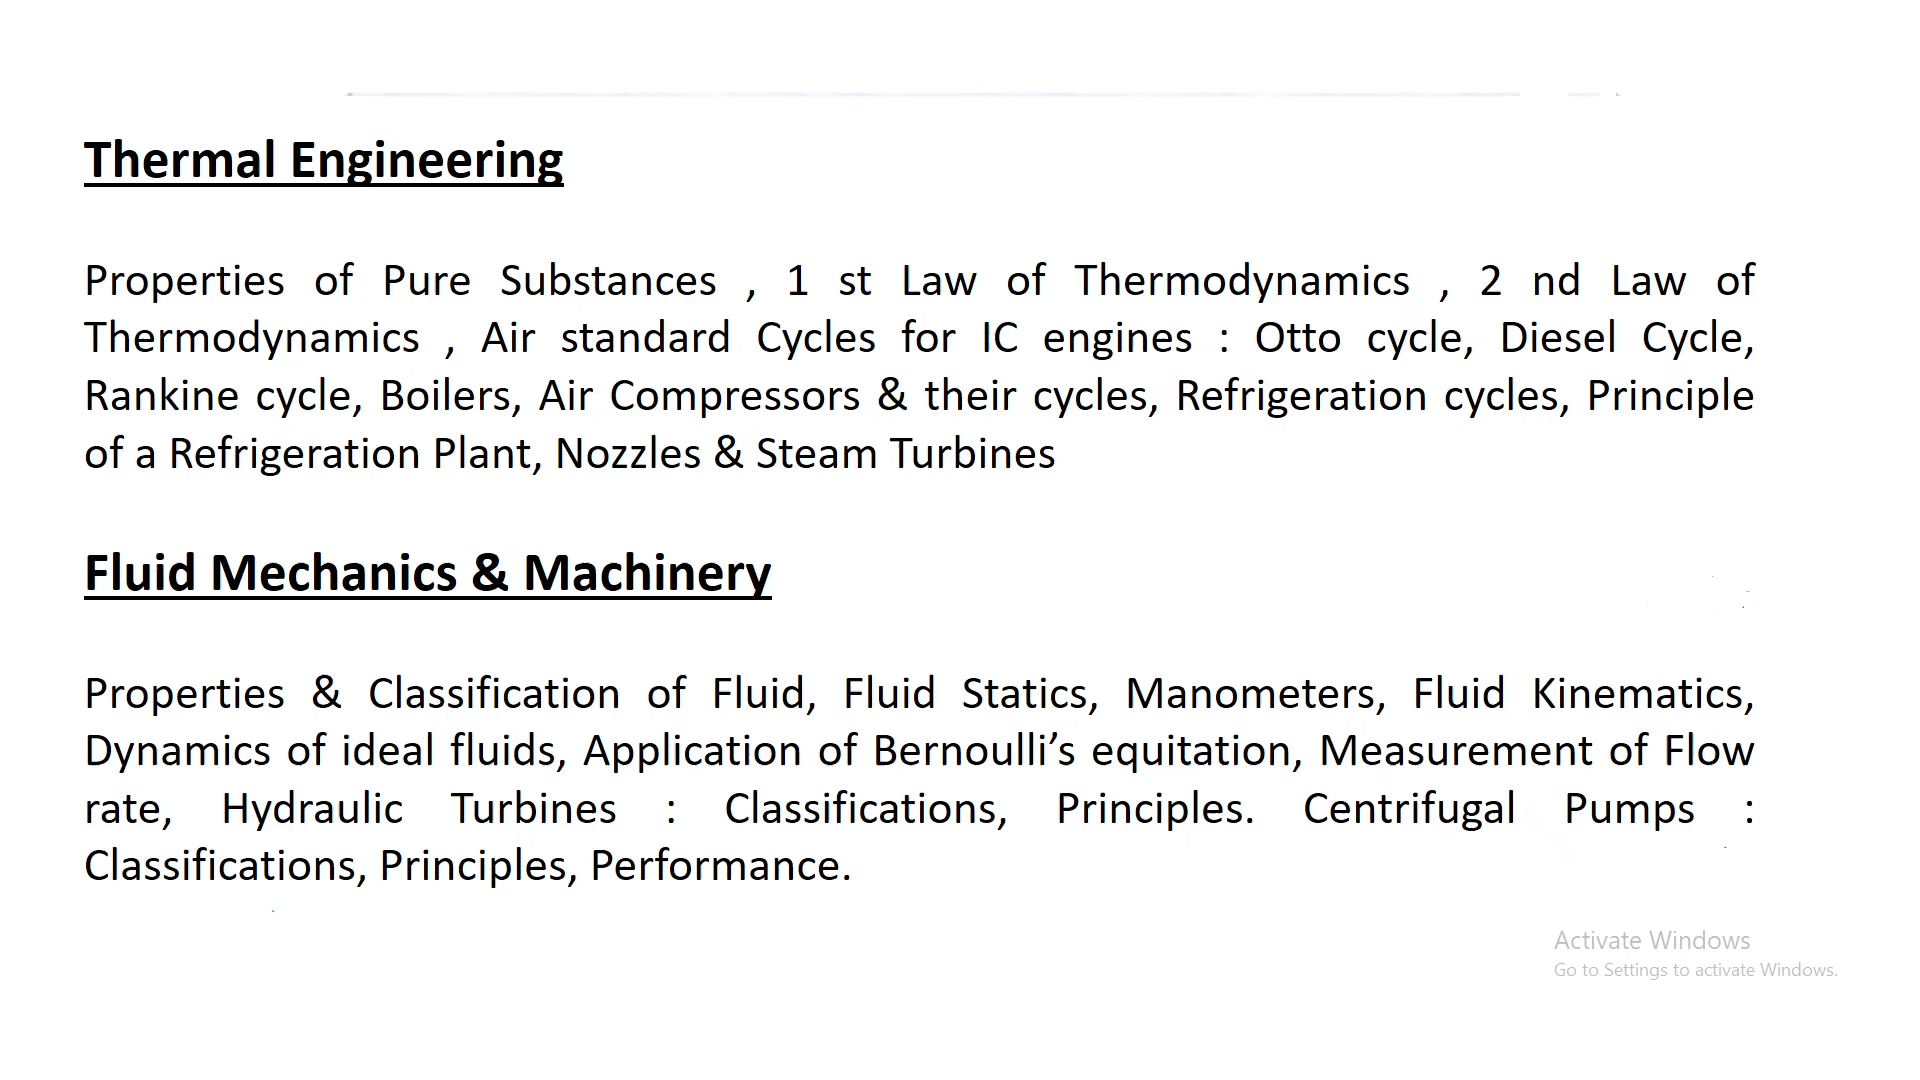 Thermal Engineering
Properties of Pure Substances , 1 st Law of Thermodynamics , 2 nd Law of
Thermodynamics , Air standard Cycles for IC engines : Otto cycle, Diesel Cycle,
Rankine cycle, Boilers, Air Compressors & their cycles, Refrigeration cycles, Principle
of a Refrigeration Plant, Nozzles & Steam Turbines
Fluid Mechanics & Machinery
Properties & Classification of Fluid, Fluid Statics, Manometers, Fluid Kinematics,
Dynamics of ideal fluids, Application of Bernoulli’s equitation, Measurement of Flow
rate, Hydraulic Turbines : Classifications, Principles. Centrifugal Pumps :
Classifications, Principles, Performance.
Activate Windows
Go to Settings to activate Windows.